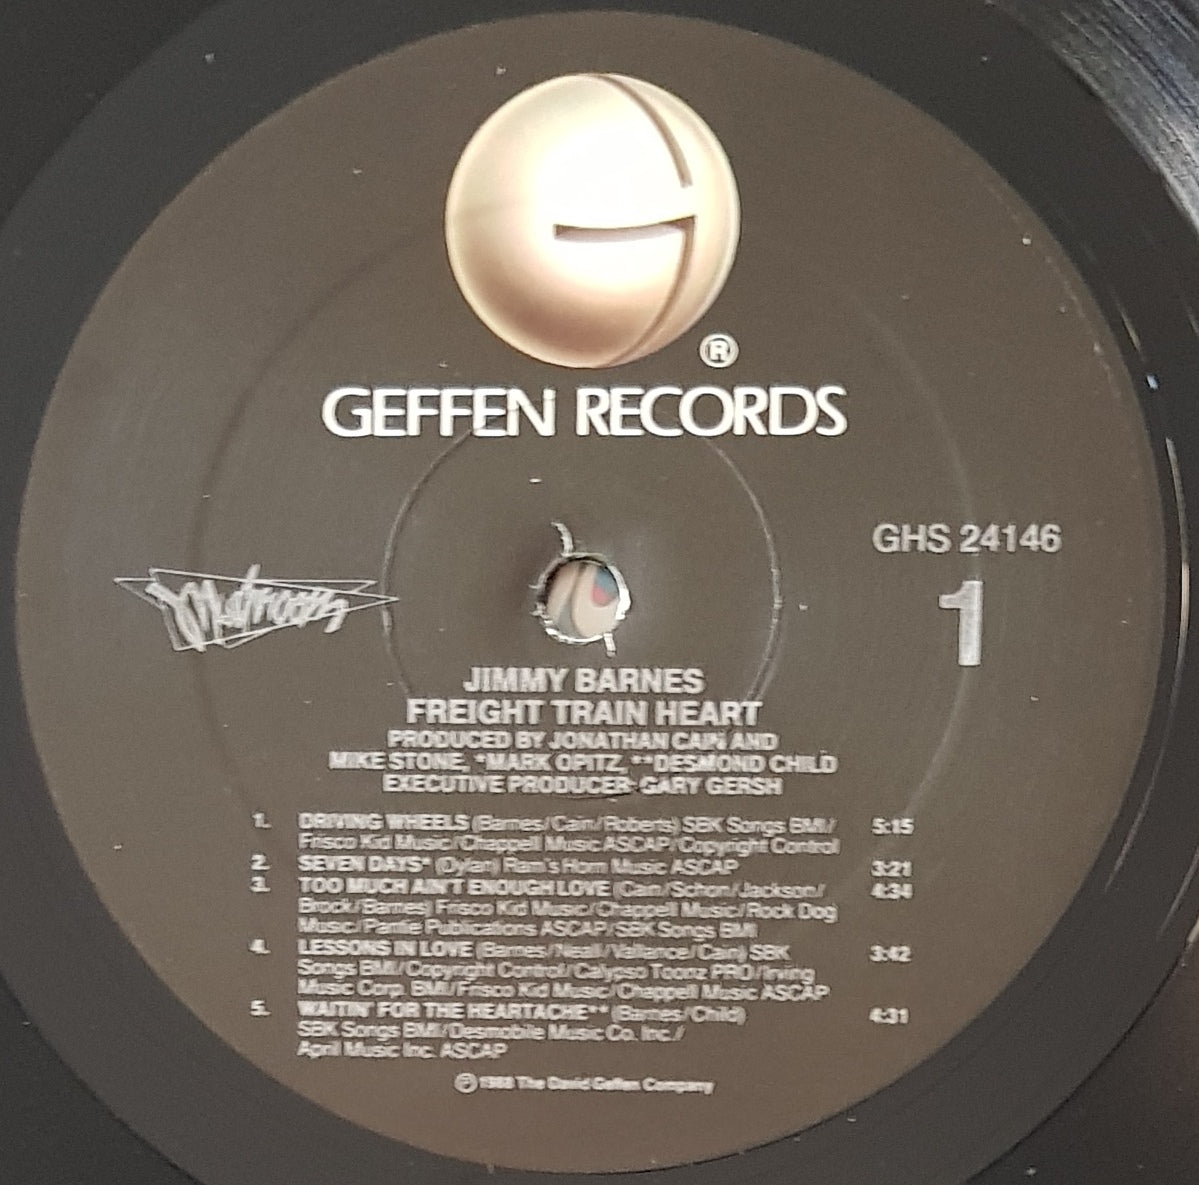 ®
GEFFEN RECORDS
GHS 24146
1
JIMMY BARNES
FREIGHT TRAIN HEART
PRODUCED BY JONATHAN CAIN AND
MIKE STONE, *MARK OPITZ, **DESMOND CHILD
EXECUTIVE PRODUCER: GARY GERSH
1. DRIVING WHEELS (Barnes/Cain/Roberts) SBK Songs BMI/ 5:15
Frisco Kid Music/Chappell Music ASCAP/Copyright Control
2. SEVEN DAYS* (Dylan) Ram's Horn Music ASCAP 3:21
3. TOO MUCH AIN'T ENOUGH LOVE (Cain/Schon/Jackson/ 4:34
Brock/Barnes) Frisco Kid Music/Chappell Music/Rock Dog
Music/Publications ASCAP/SBK Songs BMI
4. LESSONS IN LOVE (Barnes/Neill/Vallance/Cain) SBK 3:42
Songs BMI/Copyright Control/Calypso Toonz PRO/Irving
Music Corp. BMI/Frisco Kid Music/Chappell Music ASCAP
5. WAITIN' FOR THE HEARTACHE** (Barnes/Child) 4:31
SBK Songs BMI/Desmobile Music Co. Inc./
April Music Inc. ASCAP
℗ 1988 The David Geffen Company